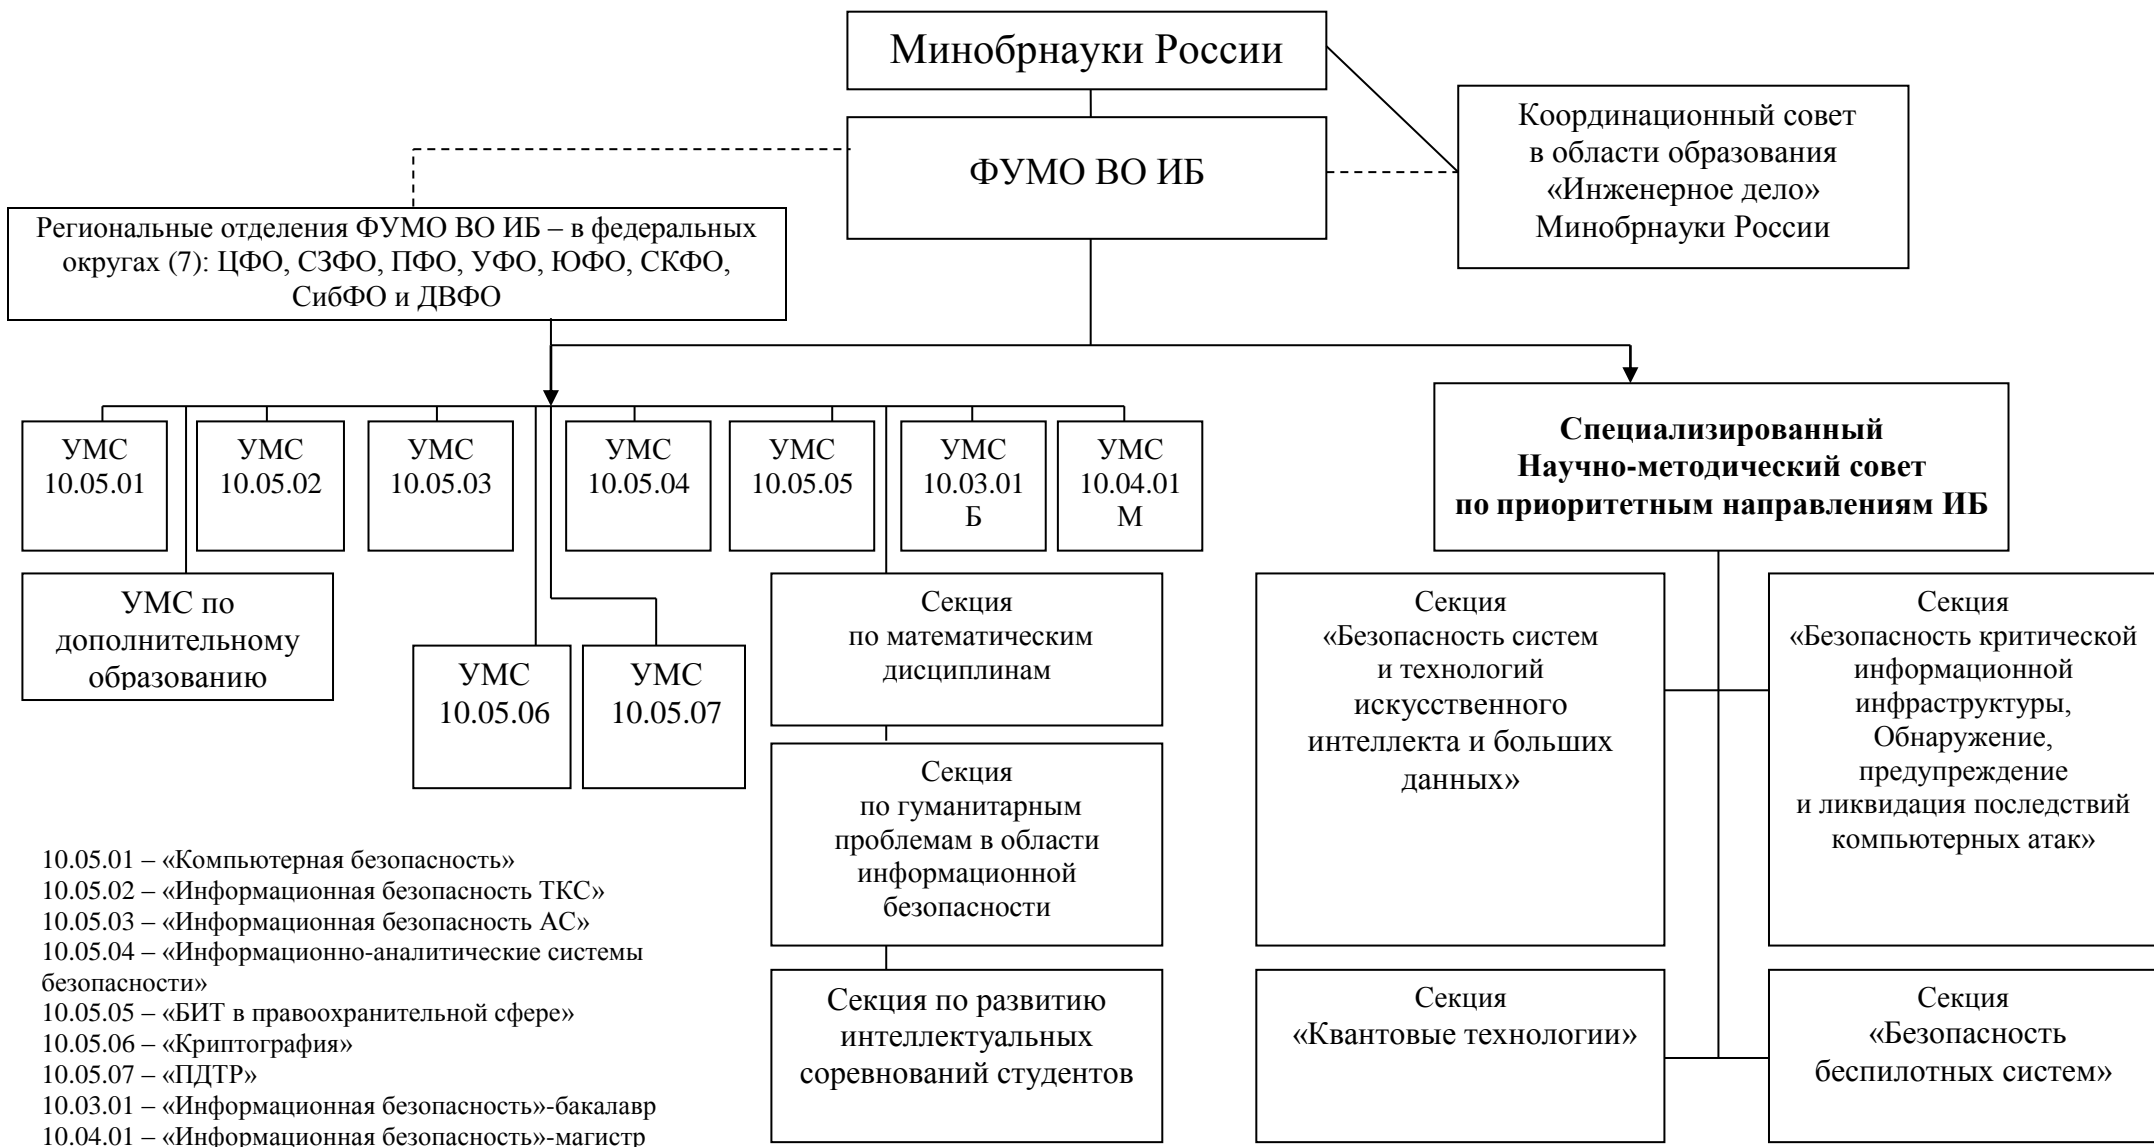 Минобрнауки России
Координационный совет
в области образования
«Инженерное дело»
Минобрнауки России
ФУМО ВО ИБ
Региональные отделения ФУМО ВО ИБ – в федеральных
округах (7): ЦФО, СЗФО, ПФО, УФО, ЮФО, СКФО,
СибФО и ДВФО
УМС
10.05.01
УМС
10.05.02
УМС
10.05.03
УМС
10.05.04
УМС
10.05.05
УМС
10.03.01
Б
УМС
10.04.01
М
Специализированный
Научно-методический совет
по приоритетным направлениям ИБ
УМС по
дополнительному
образованию
УМС
10.05.06
УМС
10.05.07
Секция
по математическим
дисциплинам
Секция
по гуманитарным
проблемам в области
информационной
безопасности
Секция по развитию
интеллектуальных
соревнований студентов
Секция
«Безопасность систем
и технологий
искусственного
интеллекта и больших
данных»
Секция
«Безопасность критической
информационной
инфраструктуры,
Обнаружение,
предупреждение
и ликвидация последствий
компьютерных атак»
Секция
«Квантовые технологии»
Секция
«Безопасность
беспилотных систем»
10.05.01 – «Компьютерная безопасность»
10.05.02 – «Информационная безопасность ТКС»
10.05.03 – «Информационная безопасность АС»
10.05.04 – «Информационно-аналитические системы
безопасности»
10.05.05 – «БИТ в правоохранительной сфере»
10.05.06 – «Криптография»
10.05.07 – «ПДТР»
10.03.01 – «Информационная безопасность»-бакалавр
10.04.01 – «Информационная безопасность»-магистр